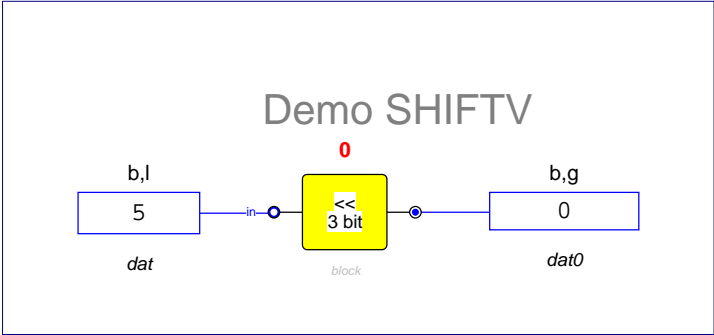 Demo SHIFTV
0
b,l
b,g
5
in
<<
3 bit
0
dat
block
dat0